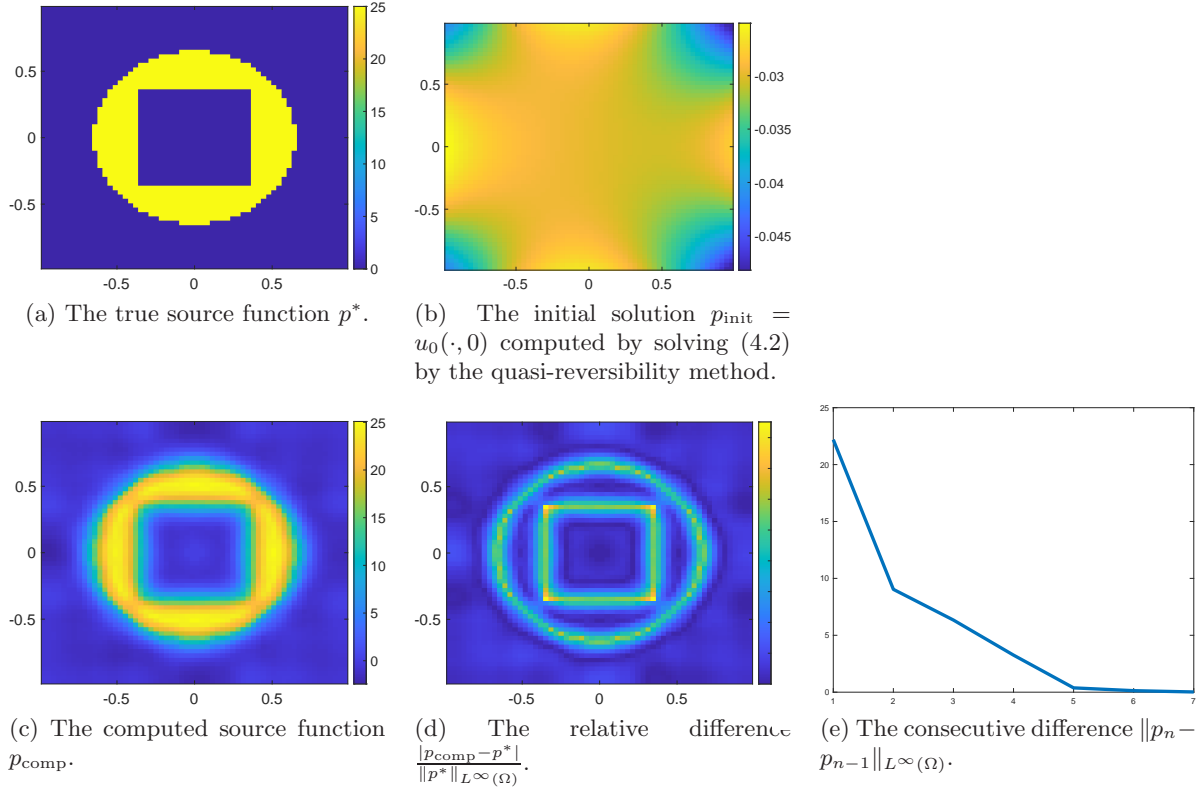 25
20
15
10
5
0
0.5
0
-0.5
-0.5 0 0.5
(a) The true source function p*.
0.5
0
-0.5
-0.5 0 0.5
-0.03
-0.035
-0.04
-0.045
(b) The initial solution p_init =
u_0(·, 0) computed by solving (4.2)
by the quasi-reversibility method.
0.5
0
-0.5
-0.5 0 0.5
25
20
15
10
5
0
(c) The computed source function
p_comp.
0.5
0
-0.5
-0.5 0 0.5
(d) The relative difference
|p_comp−p*|
‖p*‖_L^∞(Ω).
25
20
15
10
5
0
1 2 3 4 5 6 7
(e) The consecutive difference ‖p_n−
p_{n−1}‖_L^∞(Ω).